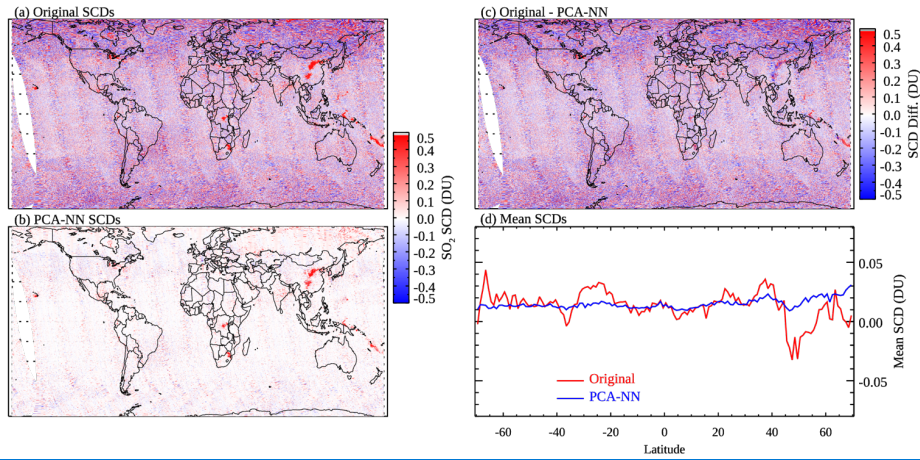 (a) Original SCDs
(c) Original - PCA-NN
0.5
0.4
0.3
0.2
0.1
0.0
-0.1
-0.2
-0.3
-0.4
-0.5
SCD Diff. (DU)
0.5
0.4
0.3
0.2
0.1
0.0
-0.1
-0.2
-0.3
-0.4
-0.5
SO2 SCD (DU)
(b) PCA-NN SCDs
(d) Mean SCDs
0.05
0.00
-0.05
Mean SCD (DU)
Original
PCA-NN
-60 -40 -20 0 20 40 60
Latitude